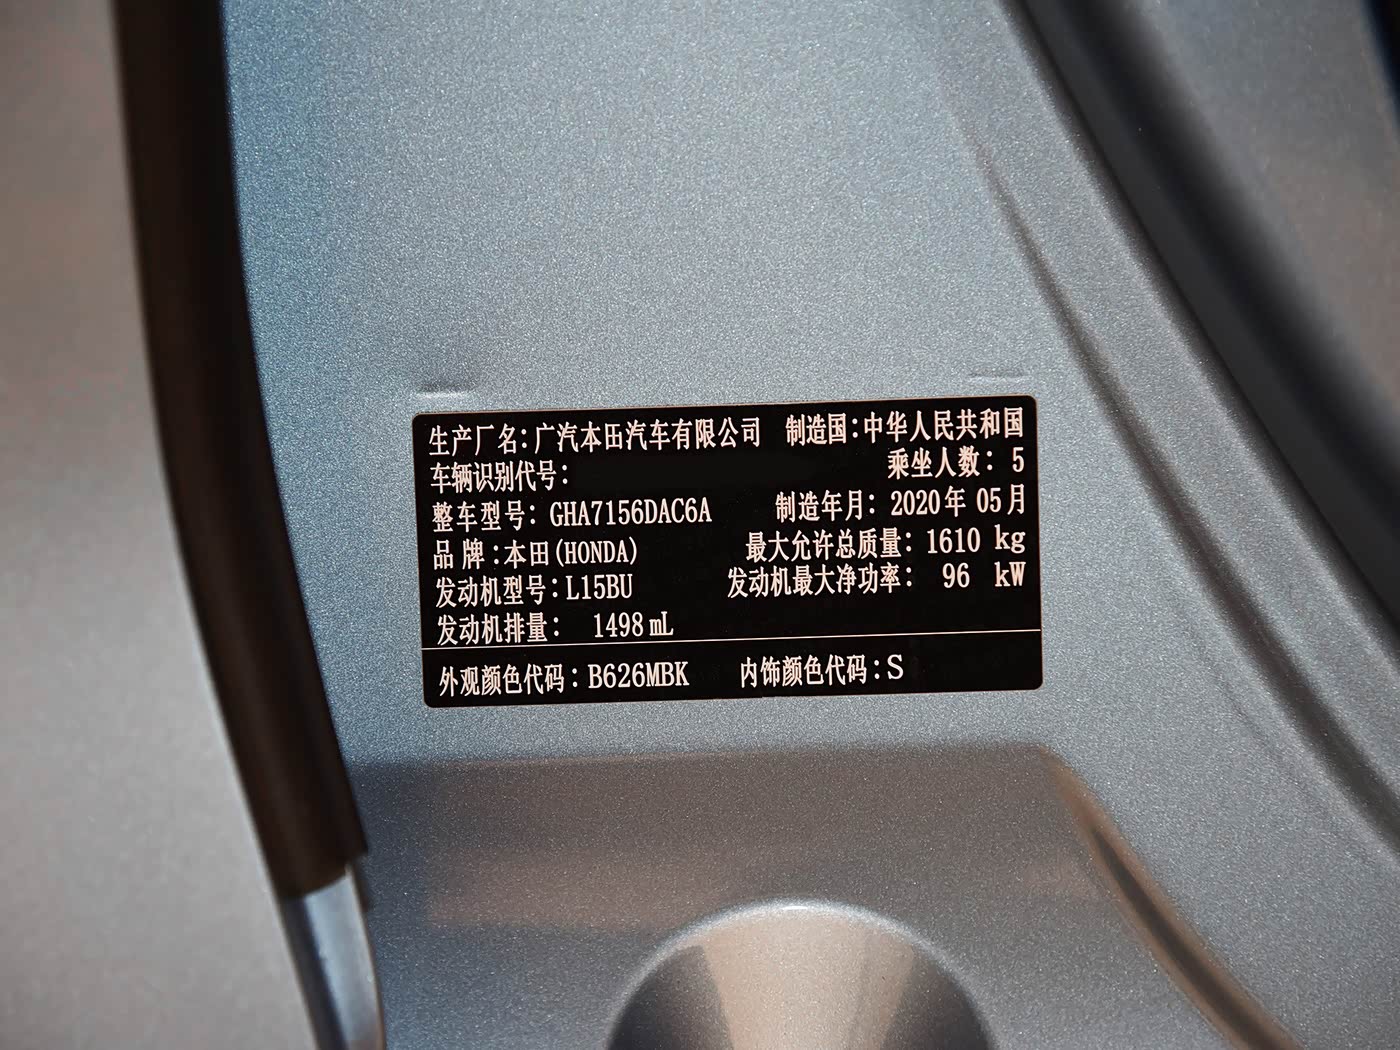 生产厂名:广汽本田汽车有限公司 制造国:中华人民共和国
车辆识别代号: 乘坐人数: 5
整车型号: GHA7156DAC6A 制造年月: 2020年 05月
品 牌:本田(HONDA) 最大允许总质量: 1610 kg
发动机型号:L15BU 发动机最大净功率: 96 kW
发动机排量: 1498 mL
外观颜色代码: B626MBK 内饰颜色代码:S